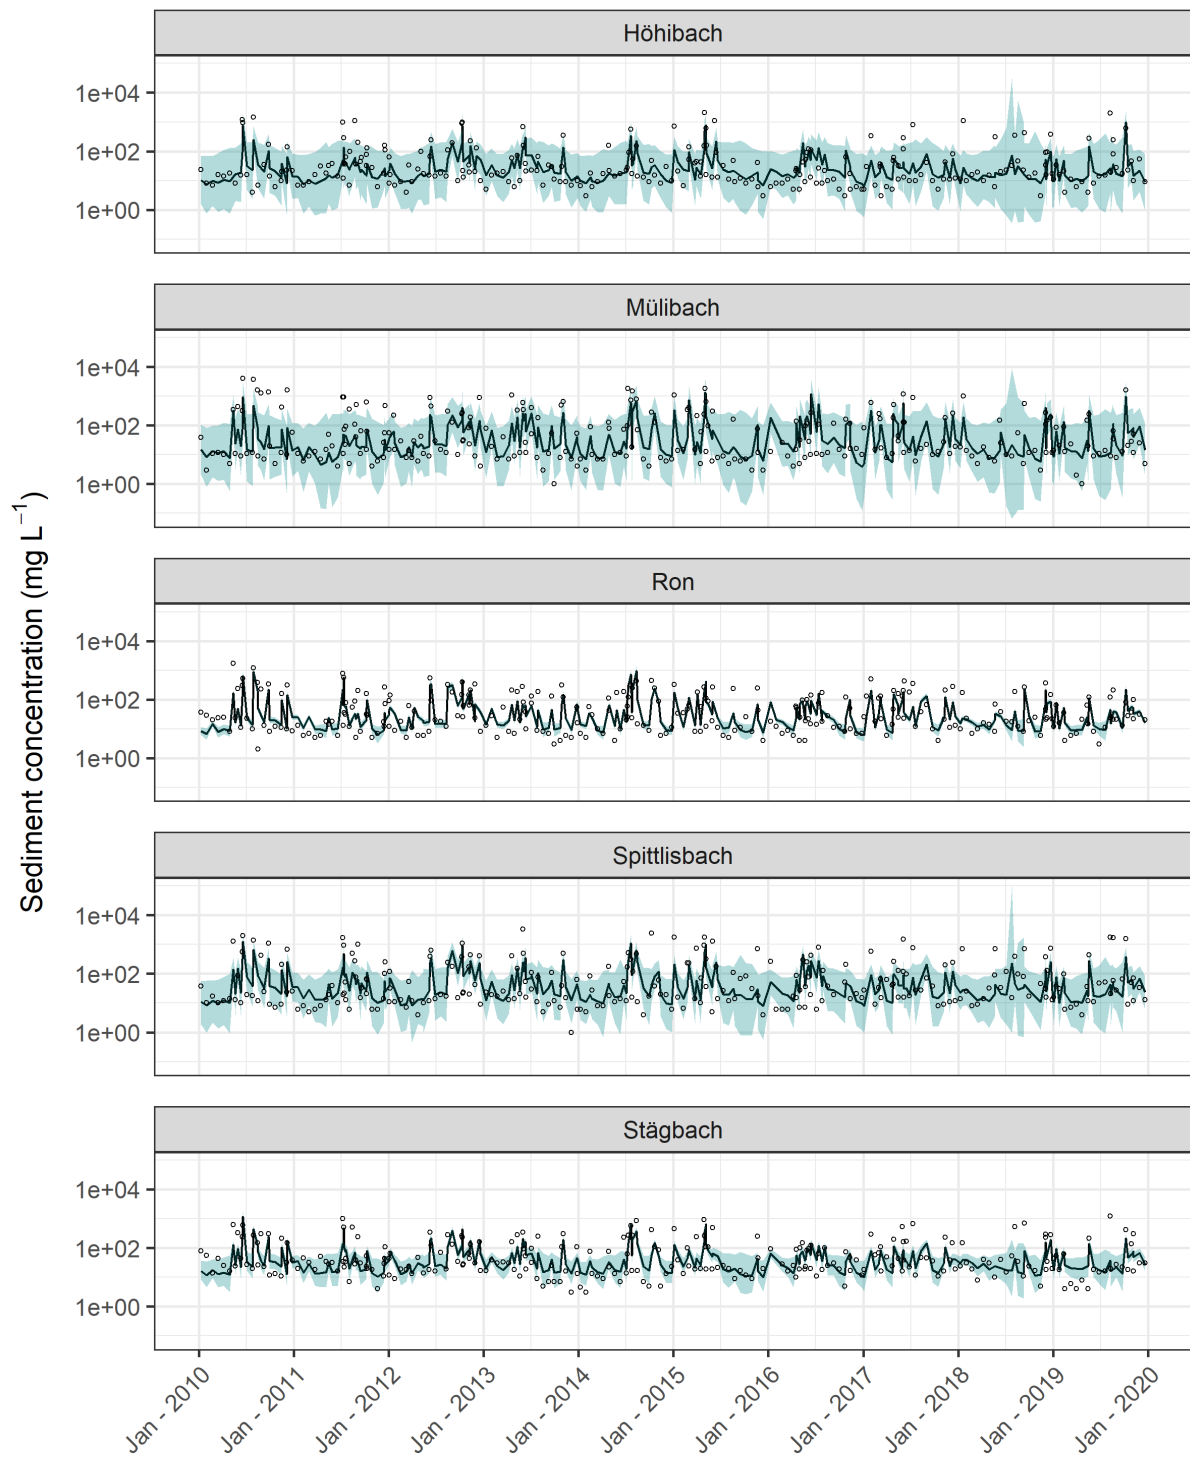 Höhibach
1e+04
1e+02
1e+00
Mülibach
1e+04
1e+02
1e+00
Ron
1e+04
1e+02
1e+00
Spittlisbach
1e+04
1e+02
1e+00
Stägbach
1e+04
1e+02
1e+00
Sediment concentration (mg L⁻¹)
Jan - 2010
Jan - 2011
Jan - 2012
Jan - 2013
Jan - 2014
Jan - 2015
Jan - 2016
Jan - 2017
Jan - 2018
Jan - 2019
Jan - 2020